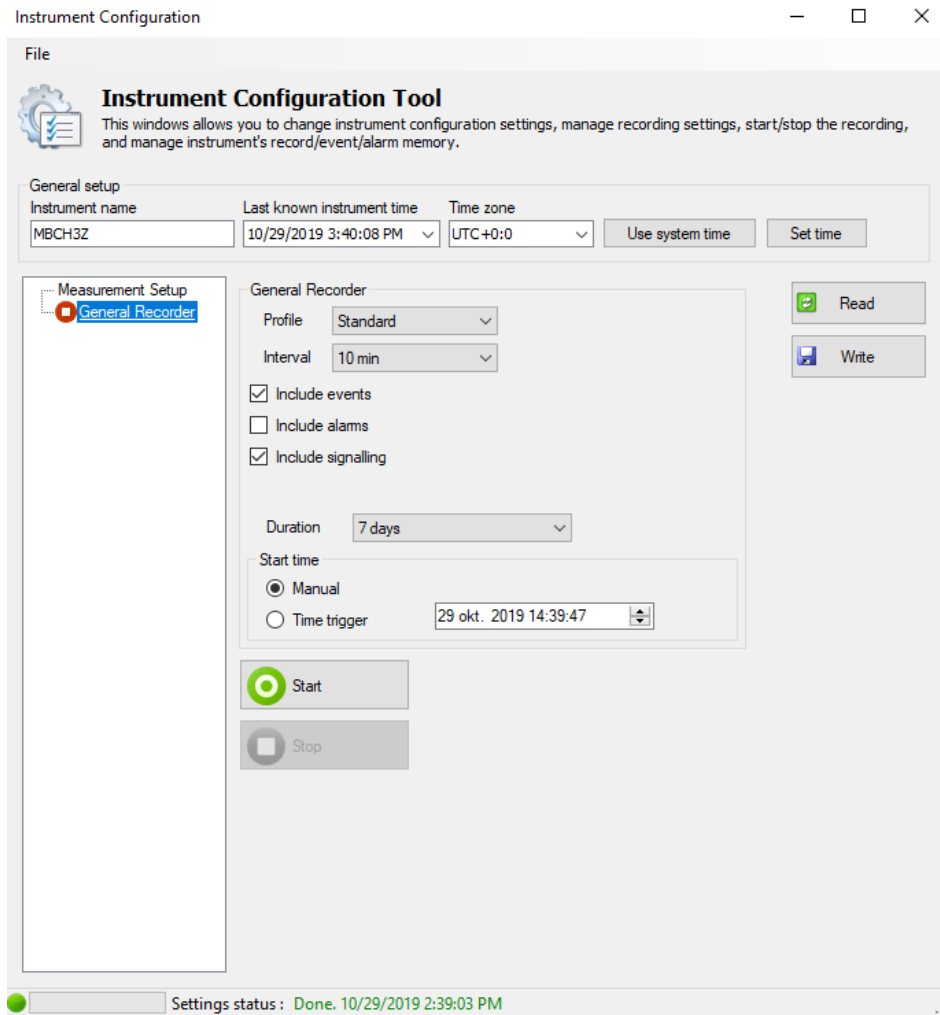 Instrument Configuration
File
Instrument Configuration Tool
This windows allows you to change instrument configuration settings, manage recording settings, start/stop the recording,
and manage instrument's record/event/alarm memory.
General setup
Instrument name
Last known instrument time
Time zone
MBCH3Z
10/29/2019 3:40:08 PM
UTC+0:0
Use system time
Set time
Measurement Setup
General Recorder
General Recorder
Profile
Standard
Interval
10 min
Include events
Include alarms
Include signalling
Duration
7 days
Start time
Manual
Time trigger
29 okt. 2019 14:39:47
Start
Stop
Read
Write
Settings status : Done. 10/29/2019 2:39:03 PM